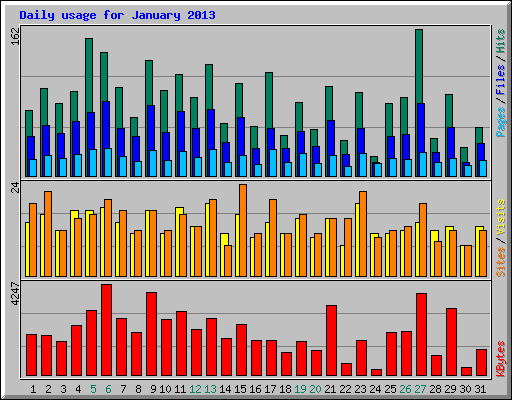 Daily usage for January 2013
162
Pages / Files / Hits
24
Sites / Visits
4247
KBytes
1 2 3 4 5 6 7 8 9 10 11 12 13 14 15 16 17 18 19 20 21 22 23 24 25 26 27 28 29 30 31